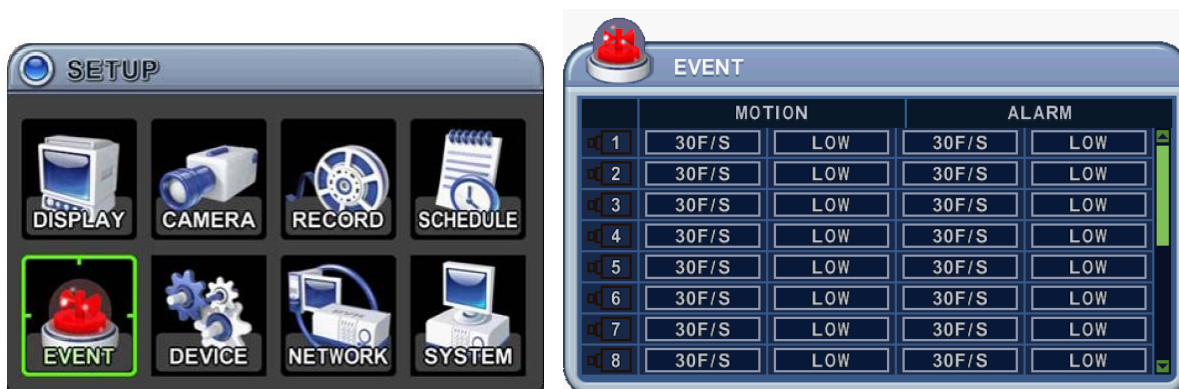 SETUP
DISPLAY CAMERA RECORD SCHEDULE
EVENT DEVICE NETWORK SYSTEM
EVENT
MOTION ALARM
1 30F/S LOW 30F/S LOW
2 30F/S LOW 30F/S LOW
3 30F/S LOW 30F/S LOW
4 30F/S LOW 30F/S LOW
5 30F/S LOW 30F/S LOW
6 30F/S LOW 30F/S LOW
7 30F/S LOW 30F/S LOW
8 30F/S LOW 30F/S LOW